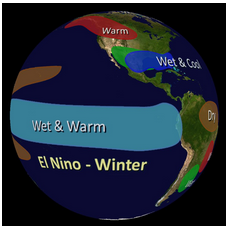 Warm
Wet & Cool
Dry
Wet & Warm
El Nino - Winter